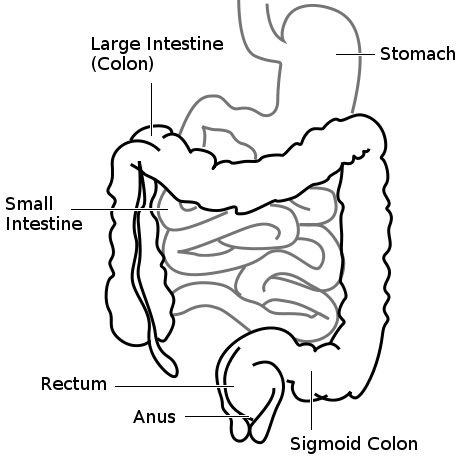 Large Intestine
(Colon)
Stomach
Small
Intestine
Rectum
Anus
Sigmoid Colon